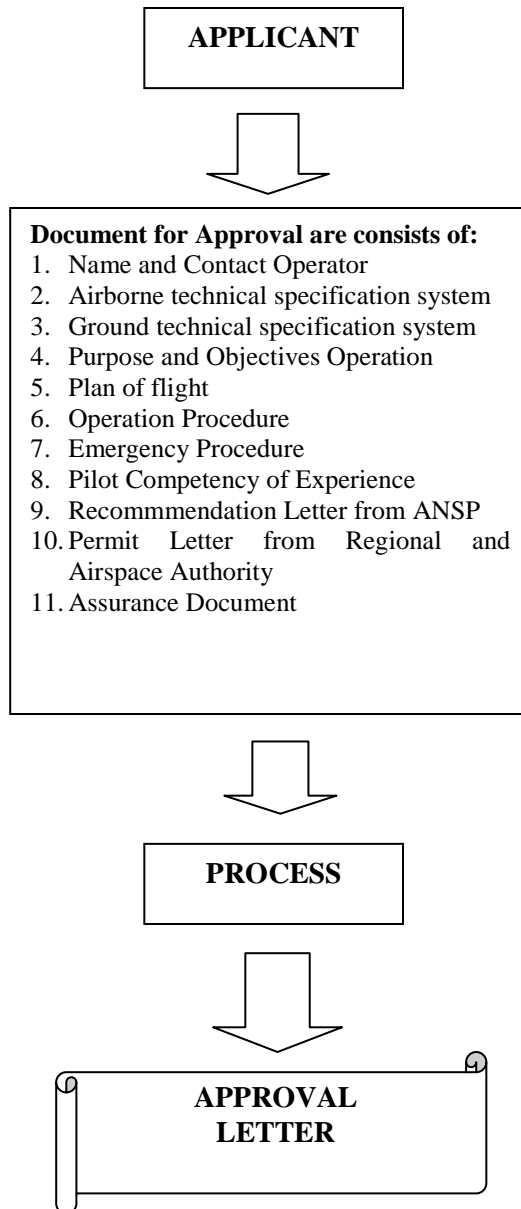 APPLICANT
Document for Approval are consists of:
1. Name and Contact Operator
2. Airborne technical specification system
3. Ground technical specification system
4. Purpose and Objectives Operation
5. Plan of flight
6. Operation Procedure
7. Emergency Procedure
8. Pilot Competency of Experience
9. Recommmendation Letter from ANSP
10. Permit Letter from Regional and
Airspace Authority
11. Assurance Document
PROCESS
APPROVAL
LETTER